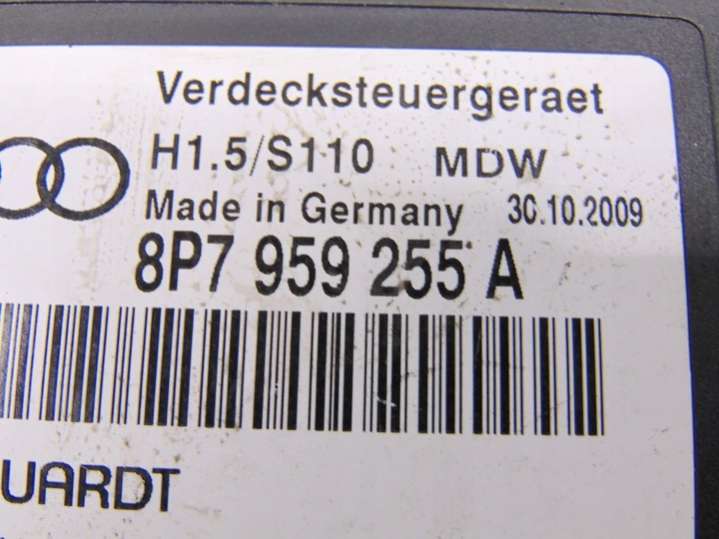 Verdecksteuergeraet
H1.5/S110 MDW
Made in Germany 30.10.2009
8P7 959 255 A
UARDT